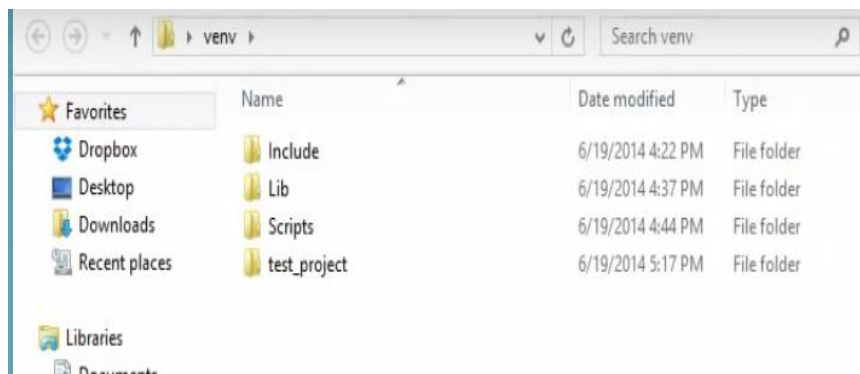 venv
Search venv
Name Date modified Type
Favorites
Dropbox
Desktop
Downloads
Recent places
Libraries
Documents
Include 6/19/2014 4:22 PM File folder
Lib 6/19/2014 4:37 PM File folder
Scripts 6/19/2014 4:44 PM File folder
test_project 6/19/2014 5:17 PM File folder